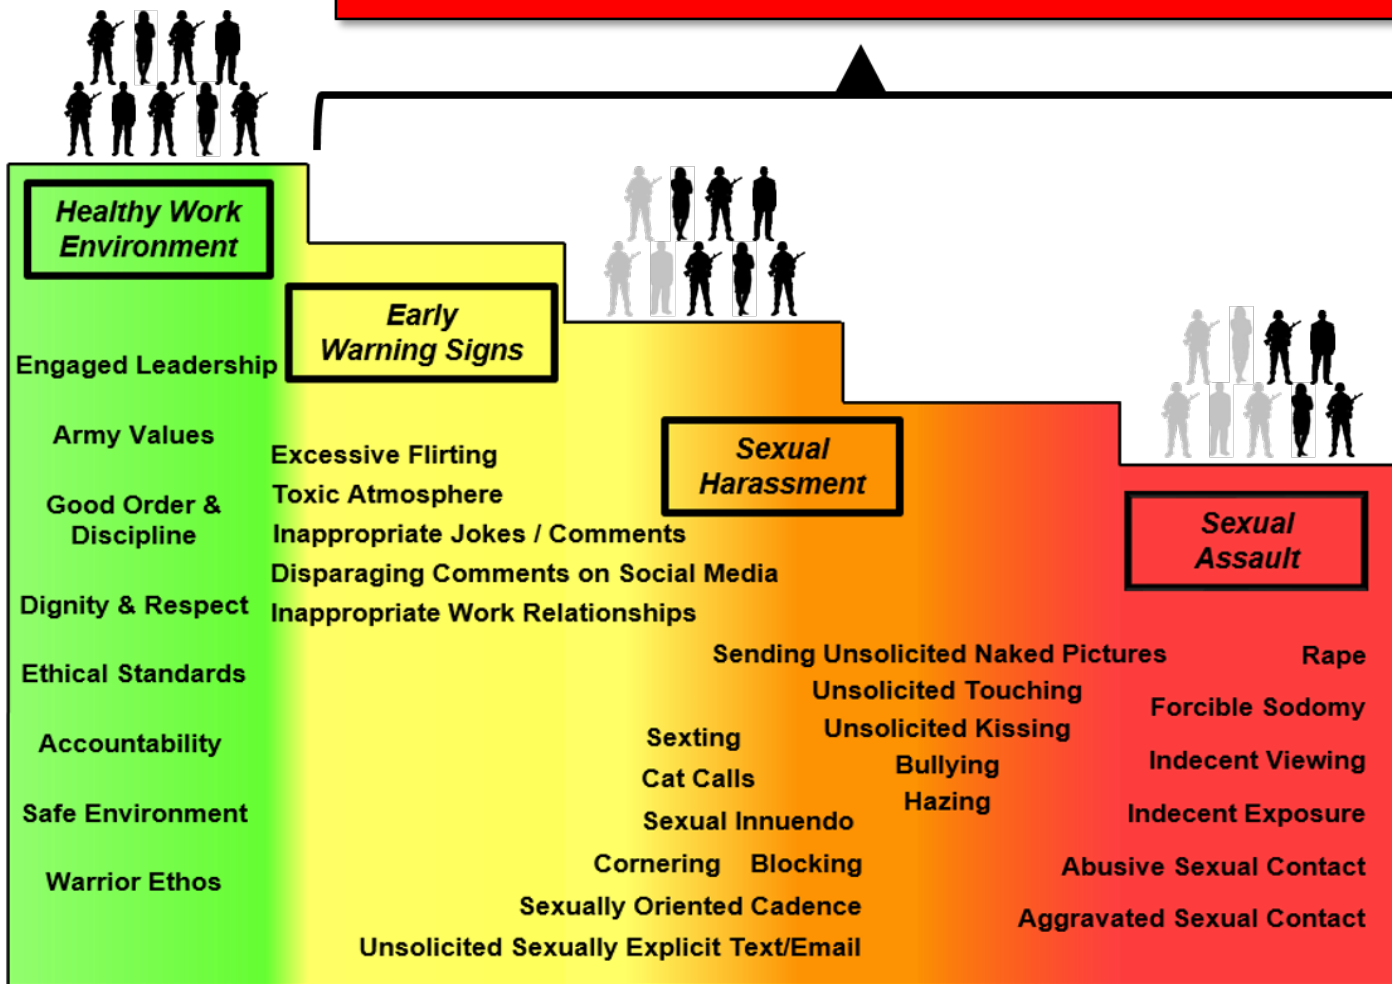 Healthy Work
Environment
Engaged Leadership
Army Values
Good Order &
Discipline
Dignity & Respect
Ethical Standards
Accountability
Safe Environment
Warrior Ethos
Early
Warning Signs
Excessive Flirting
Toxic Atmosphere
Inappropriate Jokes / Comments
Disparaging Comments on Social Media
Inappropriate Work Relationships
Sexual
Harassment
Sending Unsolicited Naked Pictures
Unsolicited Touching
Unsolicited Kissing
Bullying
Hazing
Sexting
Cat Calls
Sexual Innuendo
Cornering Blocking
Sexually Oriented Cadence
Unsolicited Sexually Explicit Text/Email
Sexual
Assault
Rape
Forcible Sodomy
Indecent Viewing
Indecent Exposure
Abusive Sexual Contact
Aggravated Sexual Contact